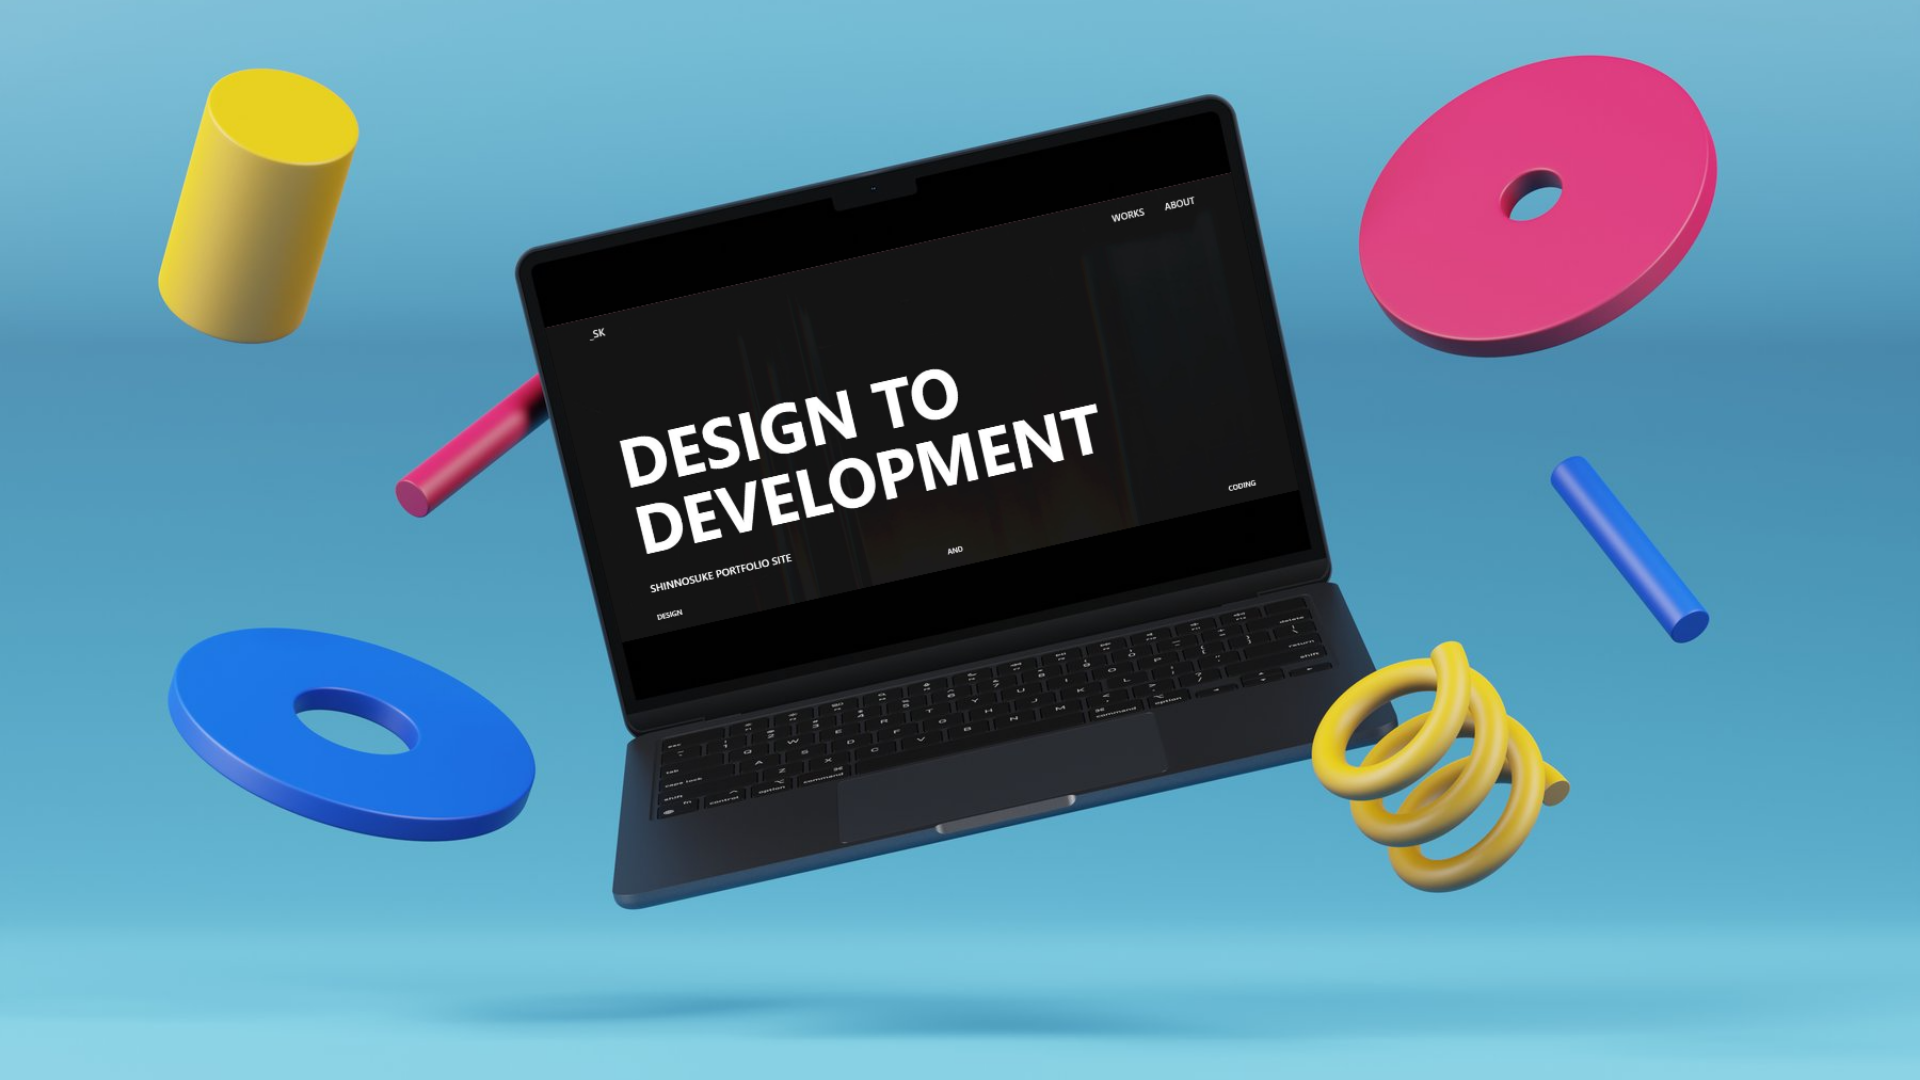 WORKS ABOUT
_SK
DESIGN TO
DEVELOPMENT
SHINNOSUKE PORTFOLIO SITE
DESIGN
AND
CODING